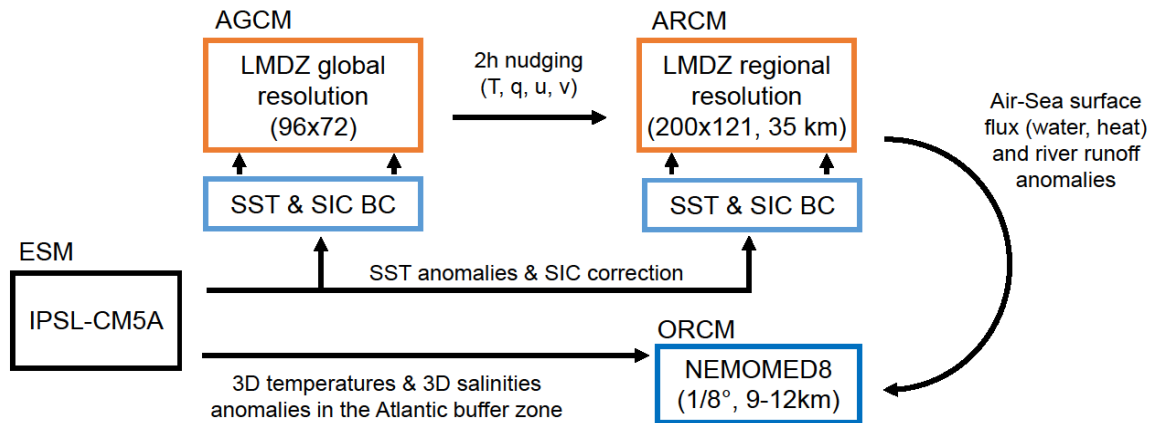 AGCM
LMDZ global
resolution
(96x72)
2h nudging
(T, q, u, v)
ARCM
LMDZ regional
resolution
(200x121, 35 km)
Air-Sea surface
flux (water, heat)
and river runoff
anomalies
SST & SIC BC
SST & SIC BC
ESM
IPSL-CM5A
SST anomalies & SIC correction
ORCM
NEMOMED8
(1/8°, 9-12km)
3D temperatures & 3D salinities
anomalies in the Atlantic buffer zone